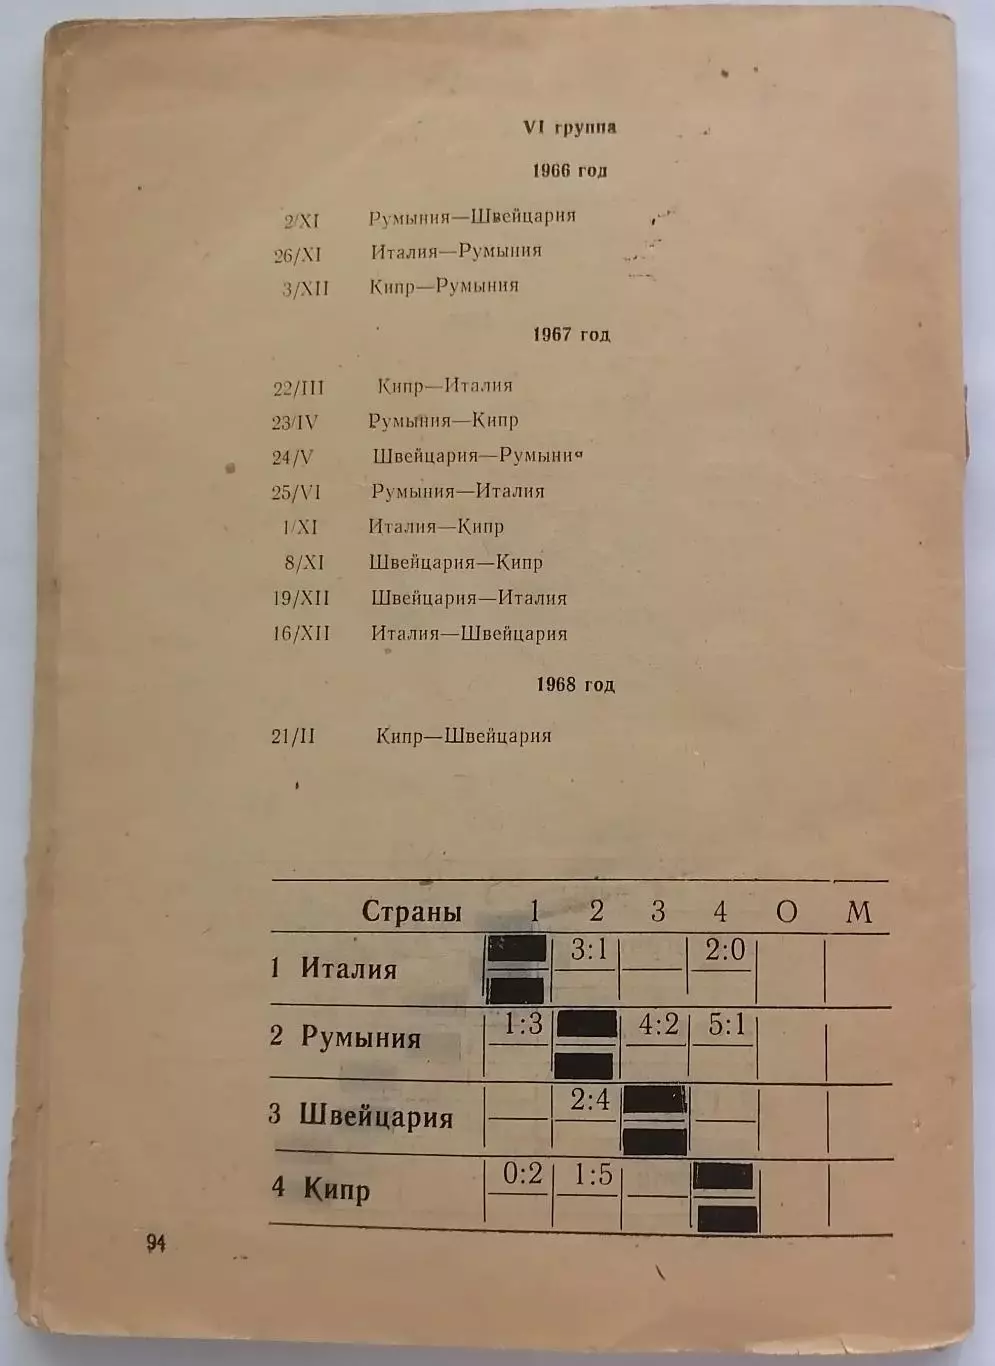 VI группа
1966 год
2/XI Румыния—Швейцария
26/XI Италия—Румыния
3/XII Кипр—Румыния
1967 год
22/III Кипр—Италия
23/IV Румыния—Кипр
24/V Швейцария—Румыния
25/VI Румыния—Италия
1/XI Италия—Кипр
8/XI Швейцария—Кипр
19/XII Швейцария—Италия
16/XII Италия—Швейцария
1968 год
21/II Кипр—Швейцария
Страны 1 2 3 4 О М
1 Италия 3:1 2:0
2 Румыния 1:3 4:2 5:1
3 Швейцария 2:4
4 Кипр 0:2 1:5
94